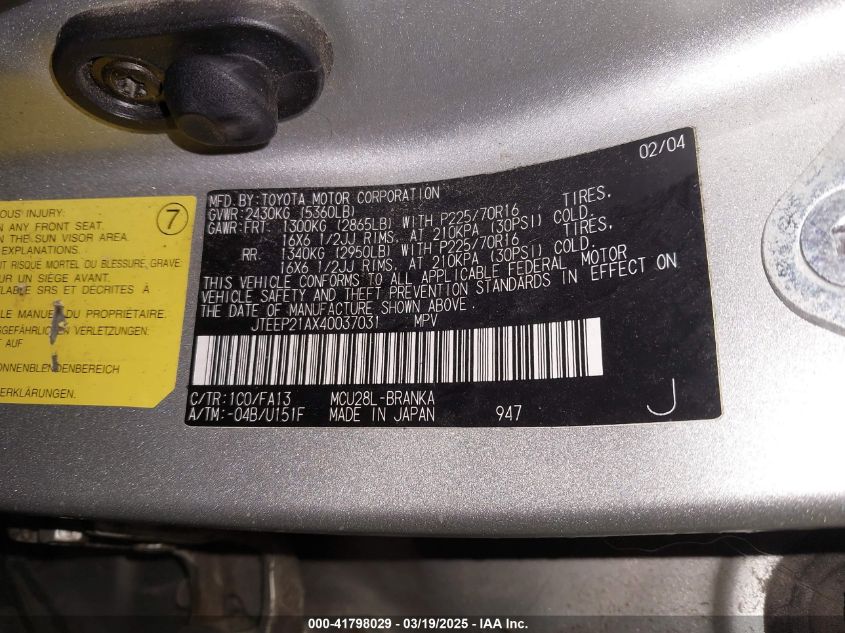 02/04
MFD. BY: TOYOTA MOTOR CORPORATION
GVWR: 2430KG (5360LB)
GAWR: FRT 1300KG (2865LB) WITH P225/70R16 TIRES,
16X6 1/2JJ RIMS, AT 210KPA (30PSI) COLD.
RR 1340KG (2950LB) WITH P225/70R16 TIRES,
16X6 1/2JJ RIMS, AT 210KPA (30PSI) COLD.
THIS VEHICLE CONFORMS TO ALL APPLICABLE FEDERAL MOTOR
VEHICLE SAFETY AND THEFT PREVENTION STANDARDS IN EFFECT ON
THE DATE OF MANUFACTURE SHOWN ABOVE.
JTEEP21AX40037031 MPV
C/TR: 1C0/FA13 MCU28L-BRANKA
A/TM: -04B/U151F MADE IN JAPAN 947 J
OUS INJURY: 7
N ANY FRONT SEAT.
N THE SUN VISOR AREA.
EXPLANATIONS.
UT RISQUE MORTEL OU BLESSURE, GRAVE
UR UN SIÈGE AVANT.
ABLE SRS ET DÉCRITES À
LE MANUEL DU PROPRIÉTAIRE.
SGEFÄHRLICHEN VERLETZUNGEN:
T AUF
ONNENBLENDENBEREICH
ERKLÄRUNGEN.
000-41798029 - 03/19/2025 - IAA Inc.